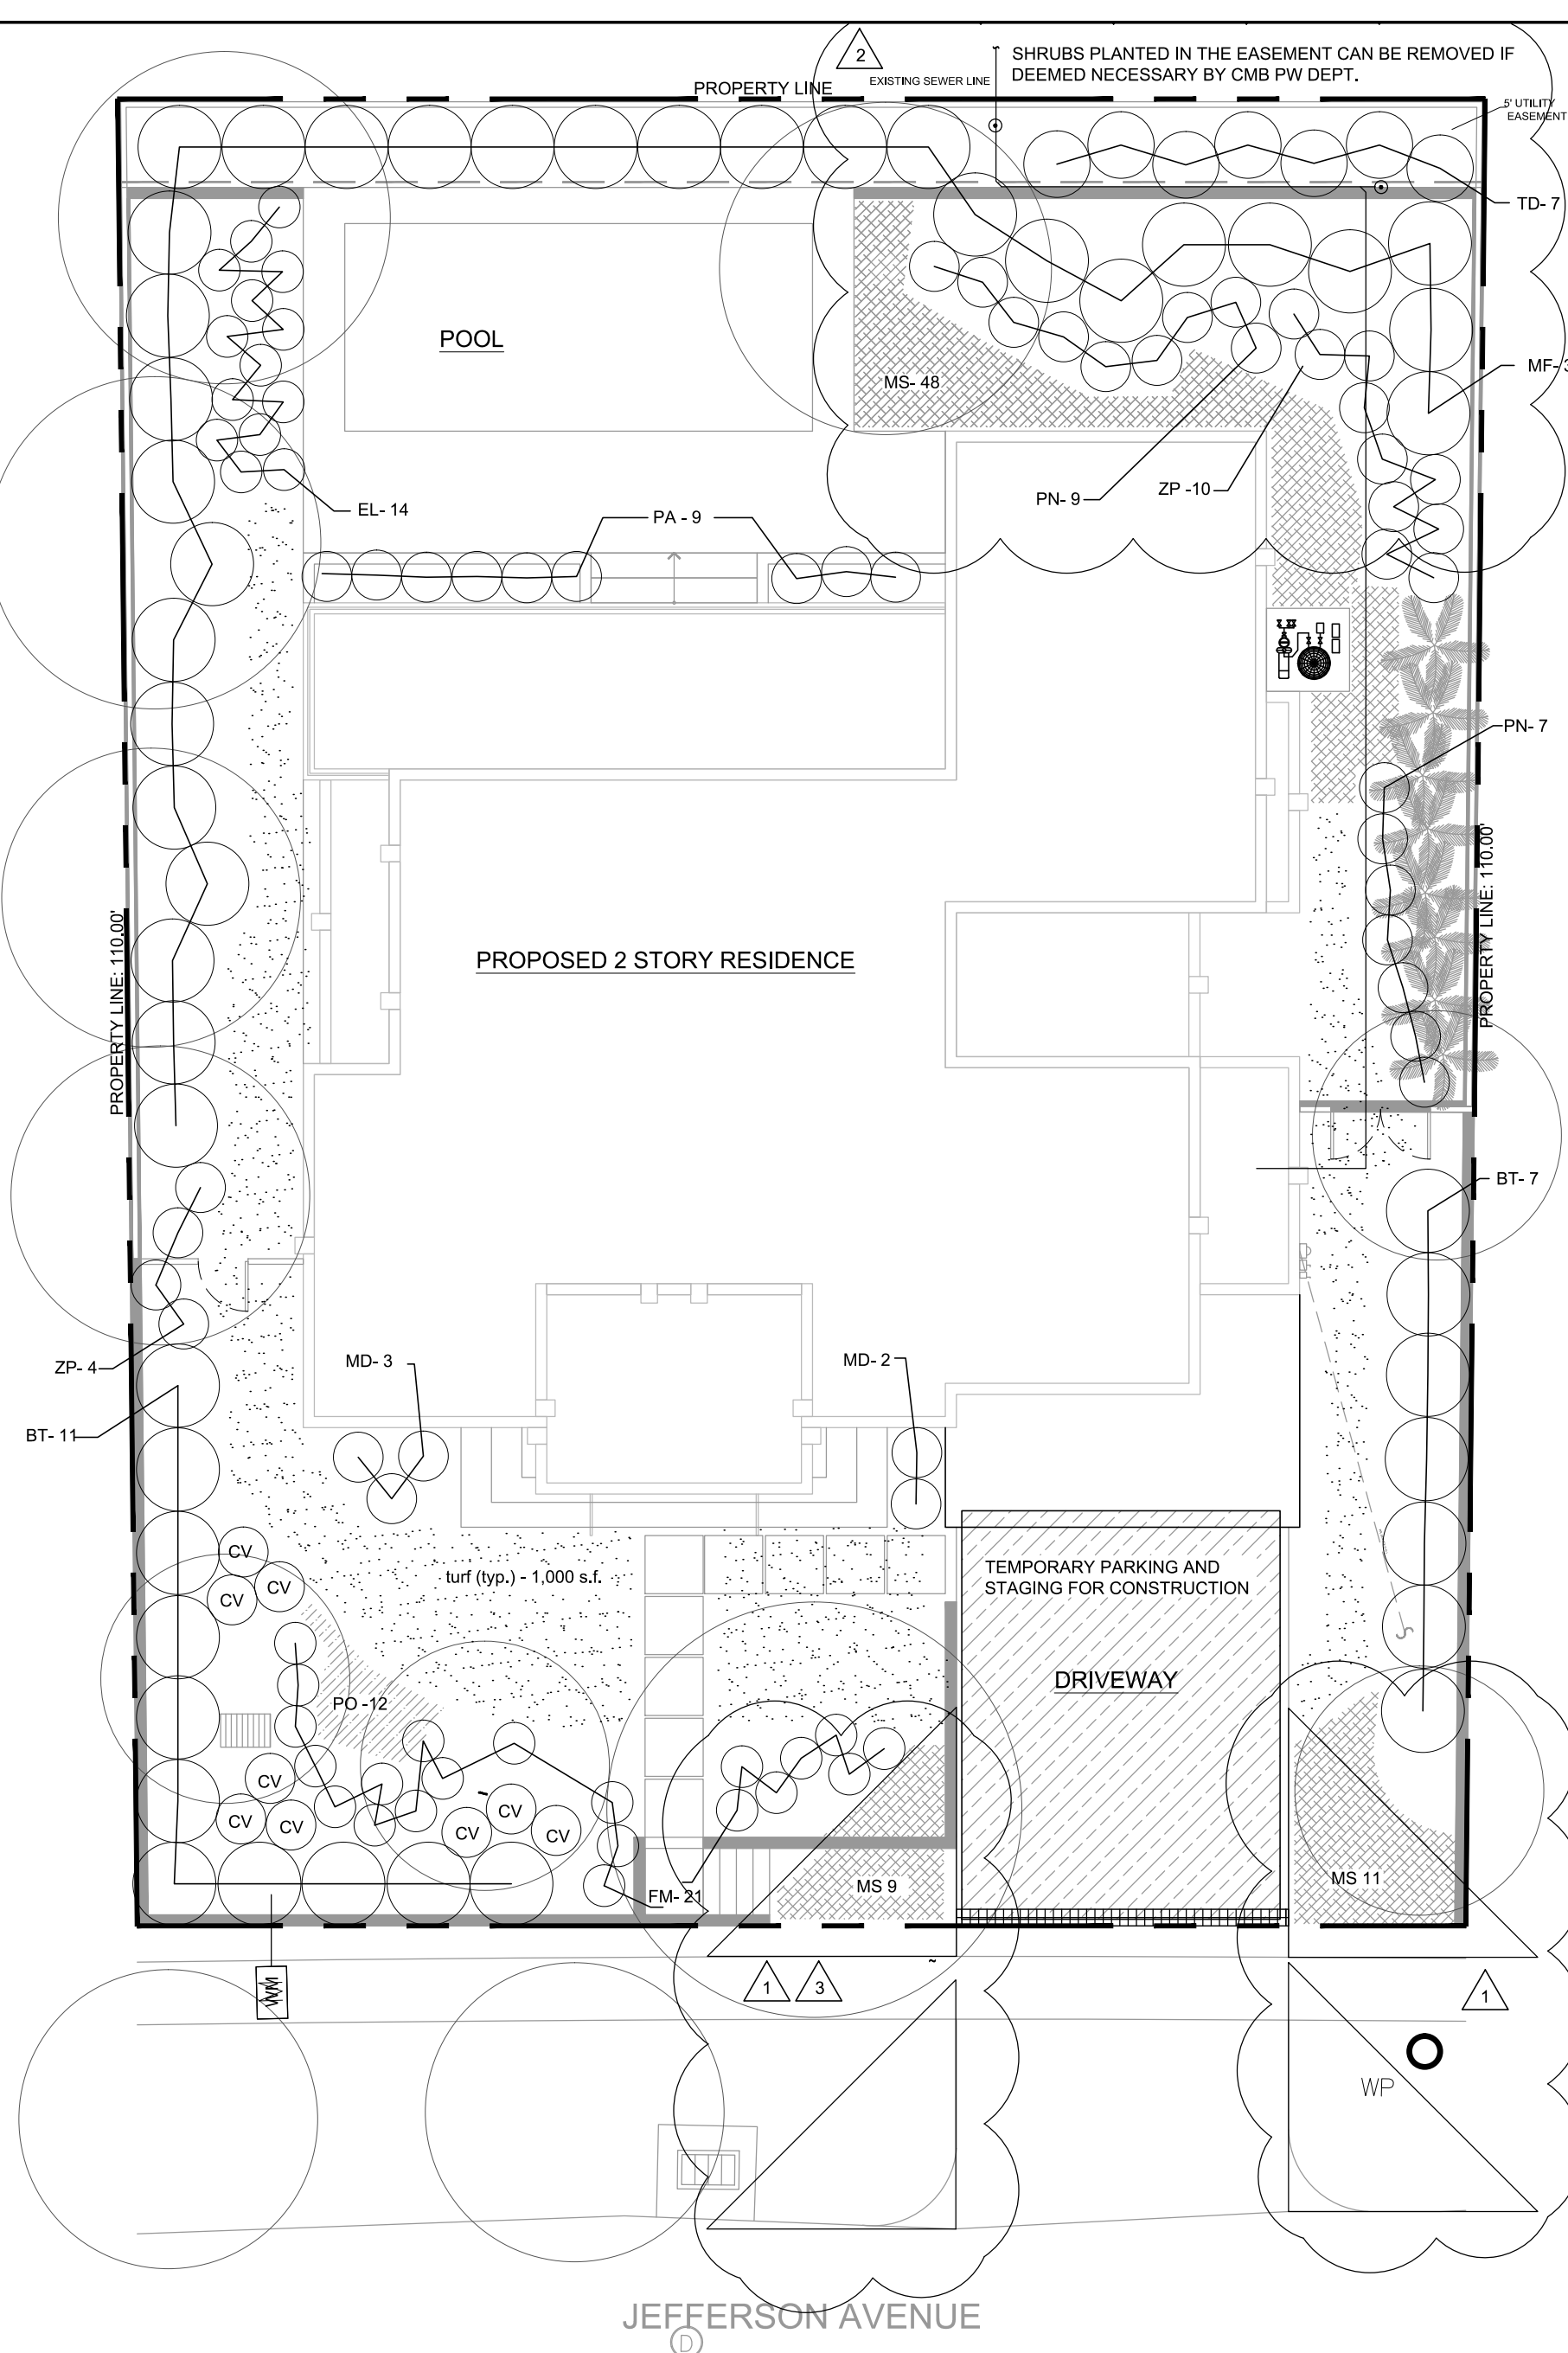 2
SHRUBS PLANTED IN THE EASEMENT CAN BE REMOVED IF
DEEMED NECESSARY BY CMB PW DEPT.
EXISTING SEWER LINE
PROPERTY LINE
5' UTILITY
EASEMENT
TD- 7
POOL
MS- 48
MF- 3
PN- 9
ZP -10
EL- 14
PA - 9
PN- 7
PROPERTY LINE: 110.00'
PROPERTY LINE: 110.00'
PROPOSED 2 STORY RESIDENCE
BT- 7
ZP- 4
MD- 3
MD- 2
BT- 11
CV
CV
CV
turf (typ.) - 1,000 s.f.
TEMPORARY PARKING AND
STAGING FOR CONSTRUCTION
DRIVEWAY
PO -12
CV
CV
CV
CV
CV
CV
FM- 21
MS 9
MS 11
1
3
1
WM
WP
JEFFERSON AVENUE
D